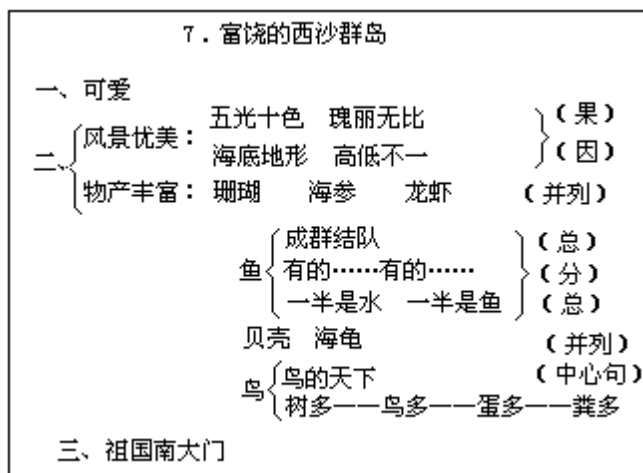 7．富饶的西沙群岛
一、可爱
二、风景优美：五光十色 瑰丽无比 （果）
海底地形 高低不一 （因）
物产丰富：珊瑚 海参 龙虾 （并列）
鱼 成群结队 （总）
有的……有的…… （分）
一半是水 一半是鱼 （总）
贝壳 海龟 （并列）
鸟 鸟的天下 （中心句）
树多——鸟多——蛋多——粪多
三、祖国南大门